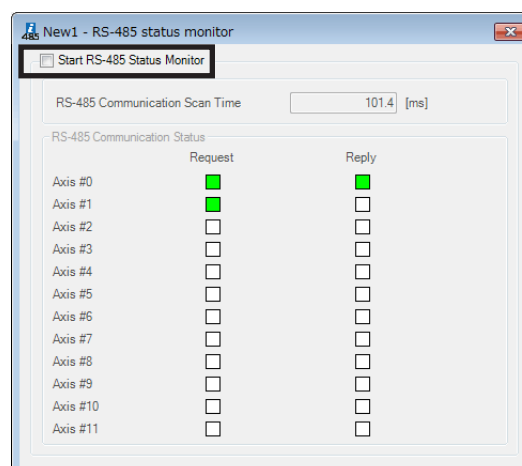 485 New1 - RS-485 status monitor
Start RS-485 Status Monitor
RS-485 Communication Scan Time 101.4 [ms]
RS-485 Communication Status
Request Reply
Axis #0
Axis #1
Axis #2
Axis #3
Axis #4
Axis #5
Axis #6
Axis #7
Axis #8
Axis #9
Axis #10
Axis #11